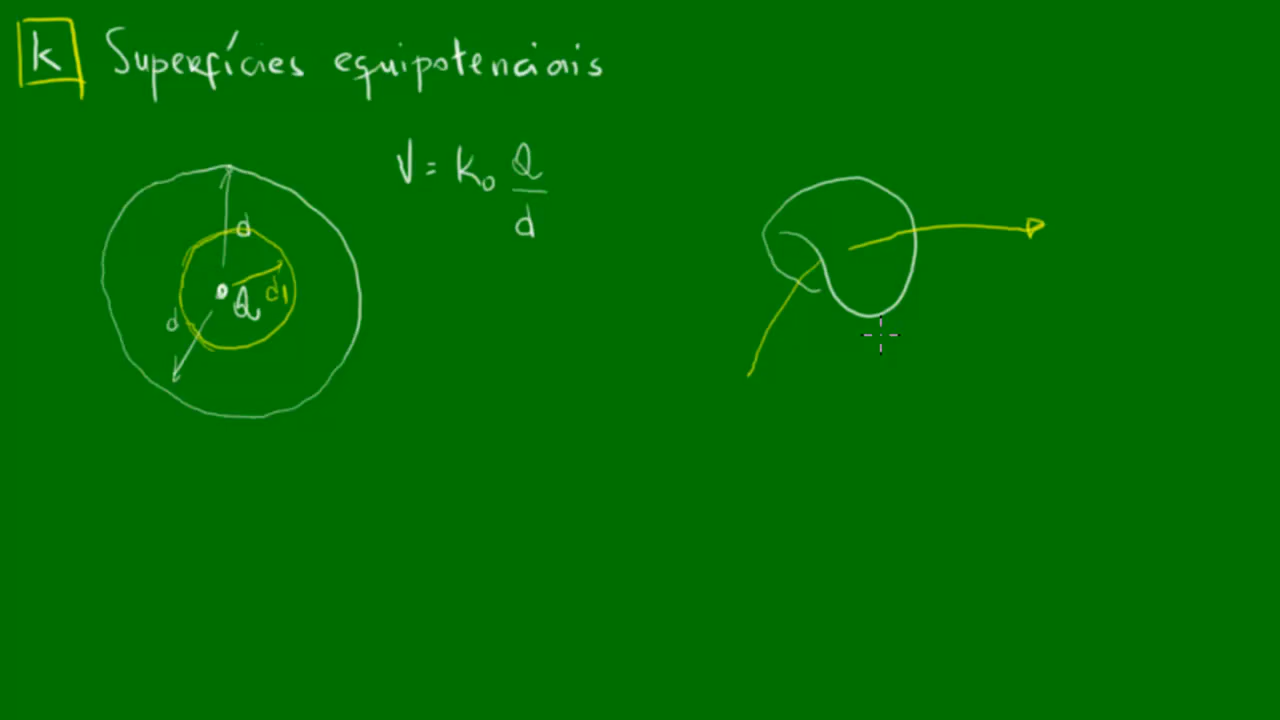 k Superfícies equipotenciais
V = k₀ Q
d
d
d₁
Q
d